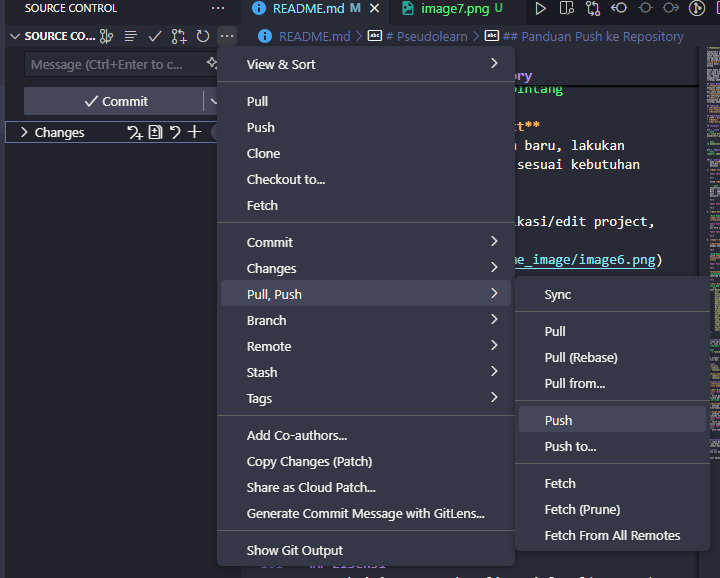 SOURCE CONTROL
README.md M
image7.png U
SOURCE CO...
README.md > # Pseudolearn > ## Panduan Push ke Repository
Message (Ctrl+Enter to c...
Commit
Changes
View & Sort
Pull
Push
Clone
Checkout to...
Fetch
Commit
Changes
Pull, Push
Branch
Remote
Stash
Tags
Add Co-authors...
Copy Changes (Patch)
Share as Cloud Patch...
Generate Commit Message with GitLens...
Show Git Output
Sync
Pull
Pull (Rebase)
Pull from...
Push
Push to...
Fetch
Fetch (Prune)
Fetch From All Remotes
ory
bintang
t**
baru, lakukan
sesuai kebutuhan
ikasi/edit project,
me_image/image6.png)